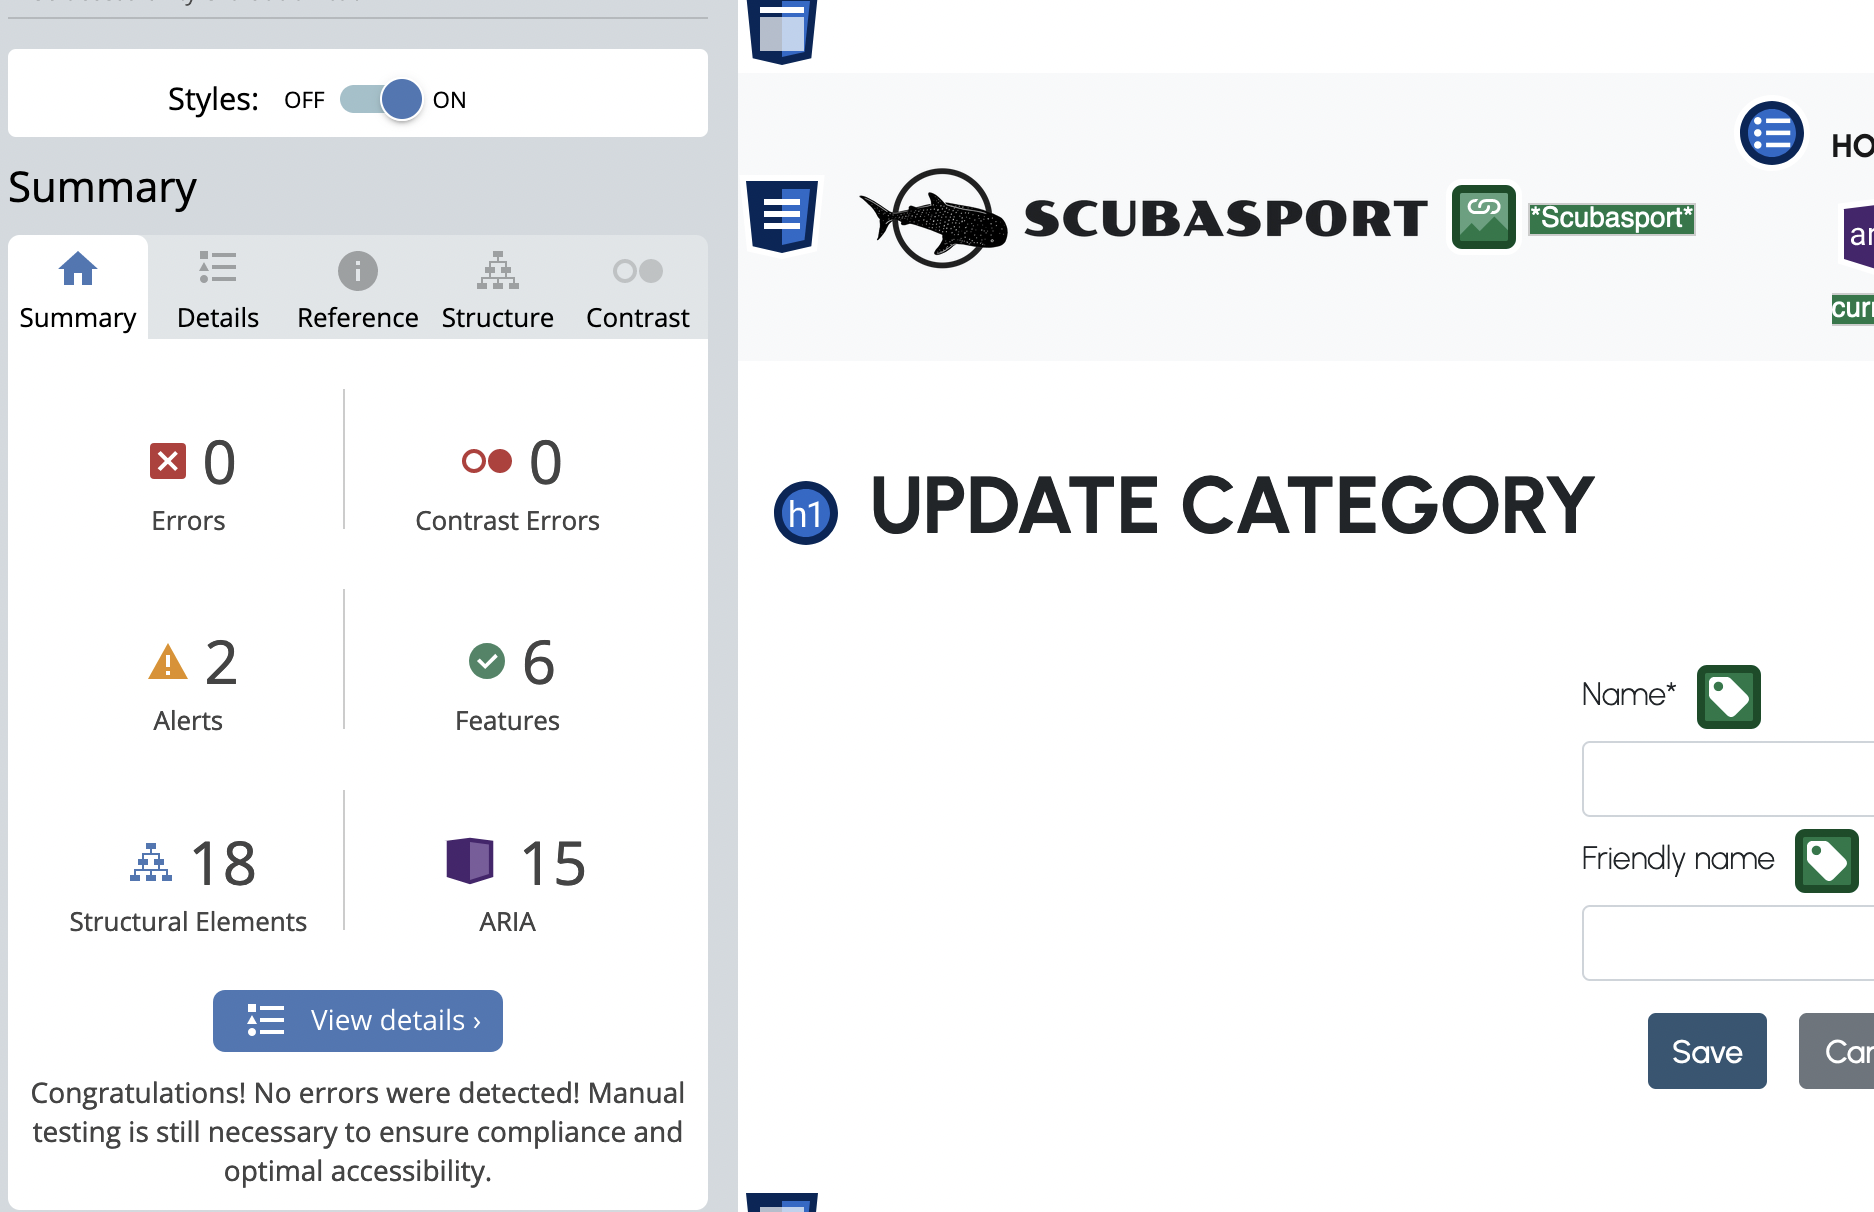 Styles: OFF ON
Summary
Summary Details Reference Structure Contrast
0
Errors
0
Contrast Errors
2
Alerts
6
Features
18
Structural Elements
15
ARIA
View details ›
Congratulations! No errors were detected! Manual
testing is still necessary to ensure compliance and
optimal accessibility.
SCUBASPORT
*Scubasport*
HO
ar
curr
h1
UPDATE CATEGORY
Name*
Friendly name
Save
Can